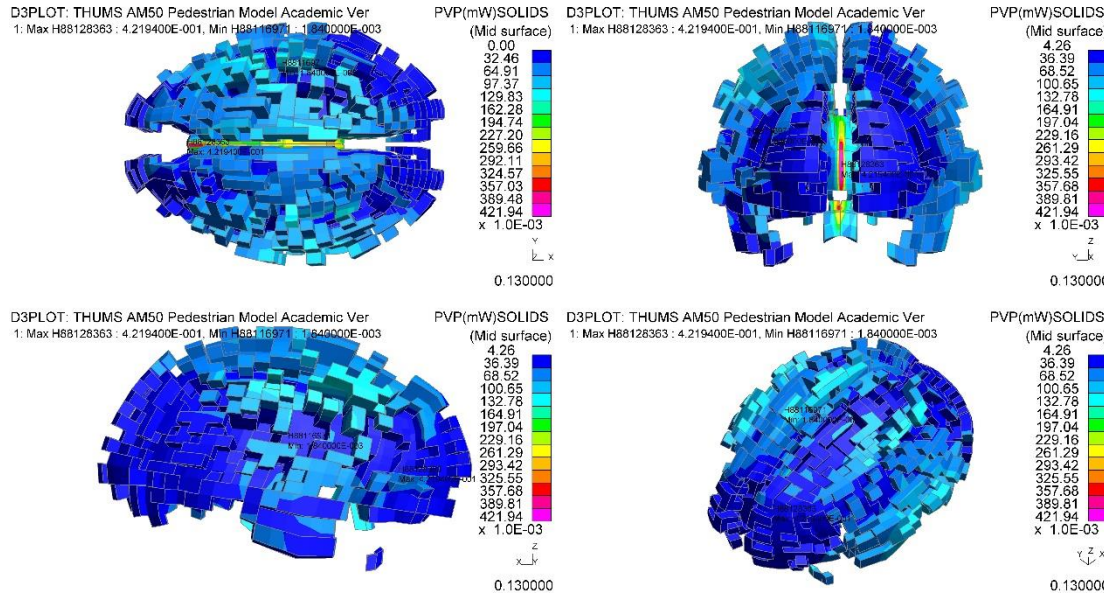 D3PLOT: THUMS AM50 Pedestrian Model Academic Ver
1: Max H88128363 : 4.219400E-001, Min H88116971 : 1.840000E-003
PVP(mW)SOLIDS
(Mid surface)
0.00
32.46
64.91
97.37
129.83
162.28
194.74
227.20
259.66
292.11
324.57
357.03
389.48
421.94
x 1.0E-03
Y
Z X
0.130000
D3PLOT: THUMS AM50 Pedestrian Model Academic Ver
1: Max H88128363 : 4.219400E-001, Min H88116971 : 1.840000E-003
PVP(mW)SOLIDS
(Mid surface)
4.26
36.39
68.52
100.65
132.78
164.91
197.04
229.16
261.29
293.42
325.55
357.68
389.81
421.94
x 1.0E-03
H88128363
Z
Y X
0.130000
D3PLOT: THUMS AM50 Pedestrian Model Academic Ver
1: Max H88128363 : 4.219400E-001, Min H88116971 : 1.840000E-003
PVP(mW)SOLIDS
(Mid surface)
4.26
36.39
68.52
100.65
132.78
164.91
197.04
229.16
261.29
293.42
325.55
357.68
389.81
421.94
x 1.0E-03
Z
X Y
0.130000
D3PLOT: THUMS AM50 Pedestrian Model Academic Ver
1: Max H88128363 : 4.219400E-001, Min H88116971 : 1.840000E-003
PVP(mW)SOLIDS
(Mid surface)
4.26
36.39
68.52
100.65
132.78
164.91
197.04
229.16
261.29
293.42
325.55
357.68
389.81
421.94
x 1.0E-03
H88116971
Z
Y X
0.130000